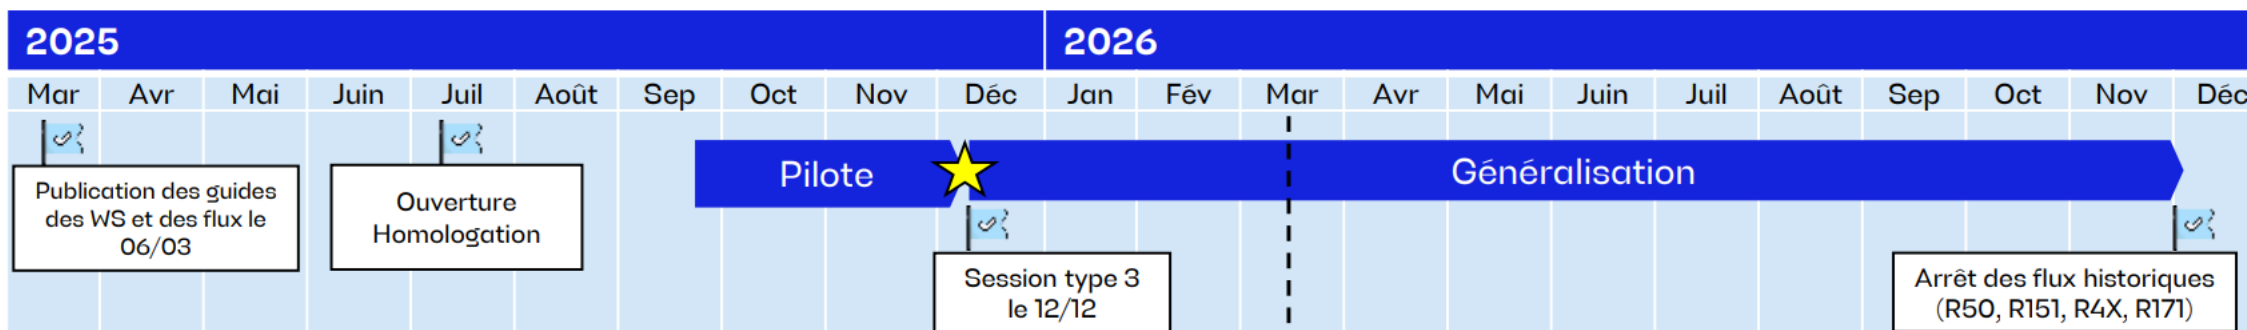 2025 2026
Mar Avr Mai Juin Juil Août Sep Oct Nov Déc Jan Fév Mar Avr Mai Juin Juil Août Sep Oct Nov Déc
Pilote
Généralisation
Publication des guides
des WS et des flux le
06/03
Ouverture
Homologation
Session type 3
le 12/12
Arrêt des flux historiques
(R50, R151, R4X, R171)